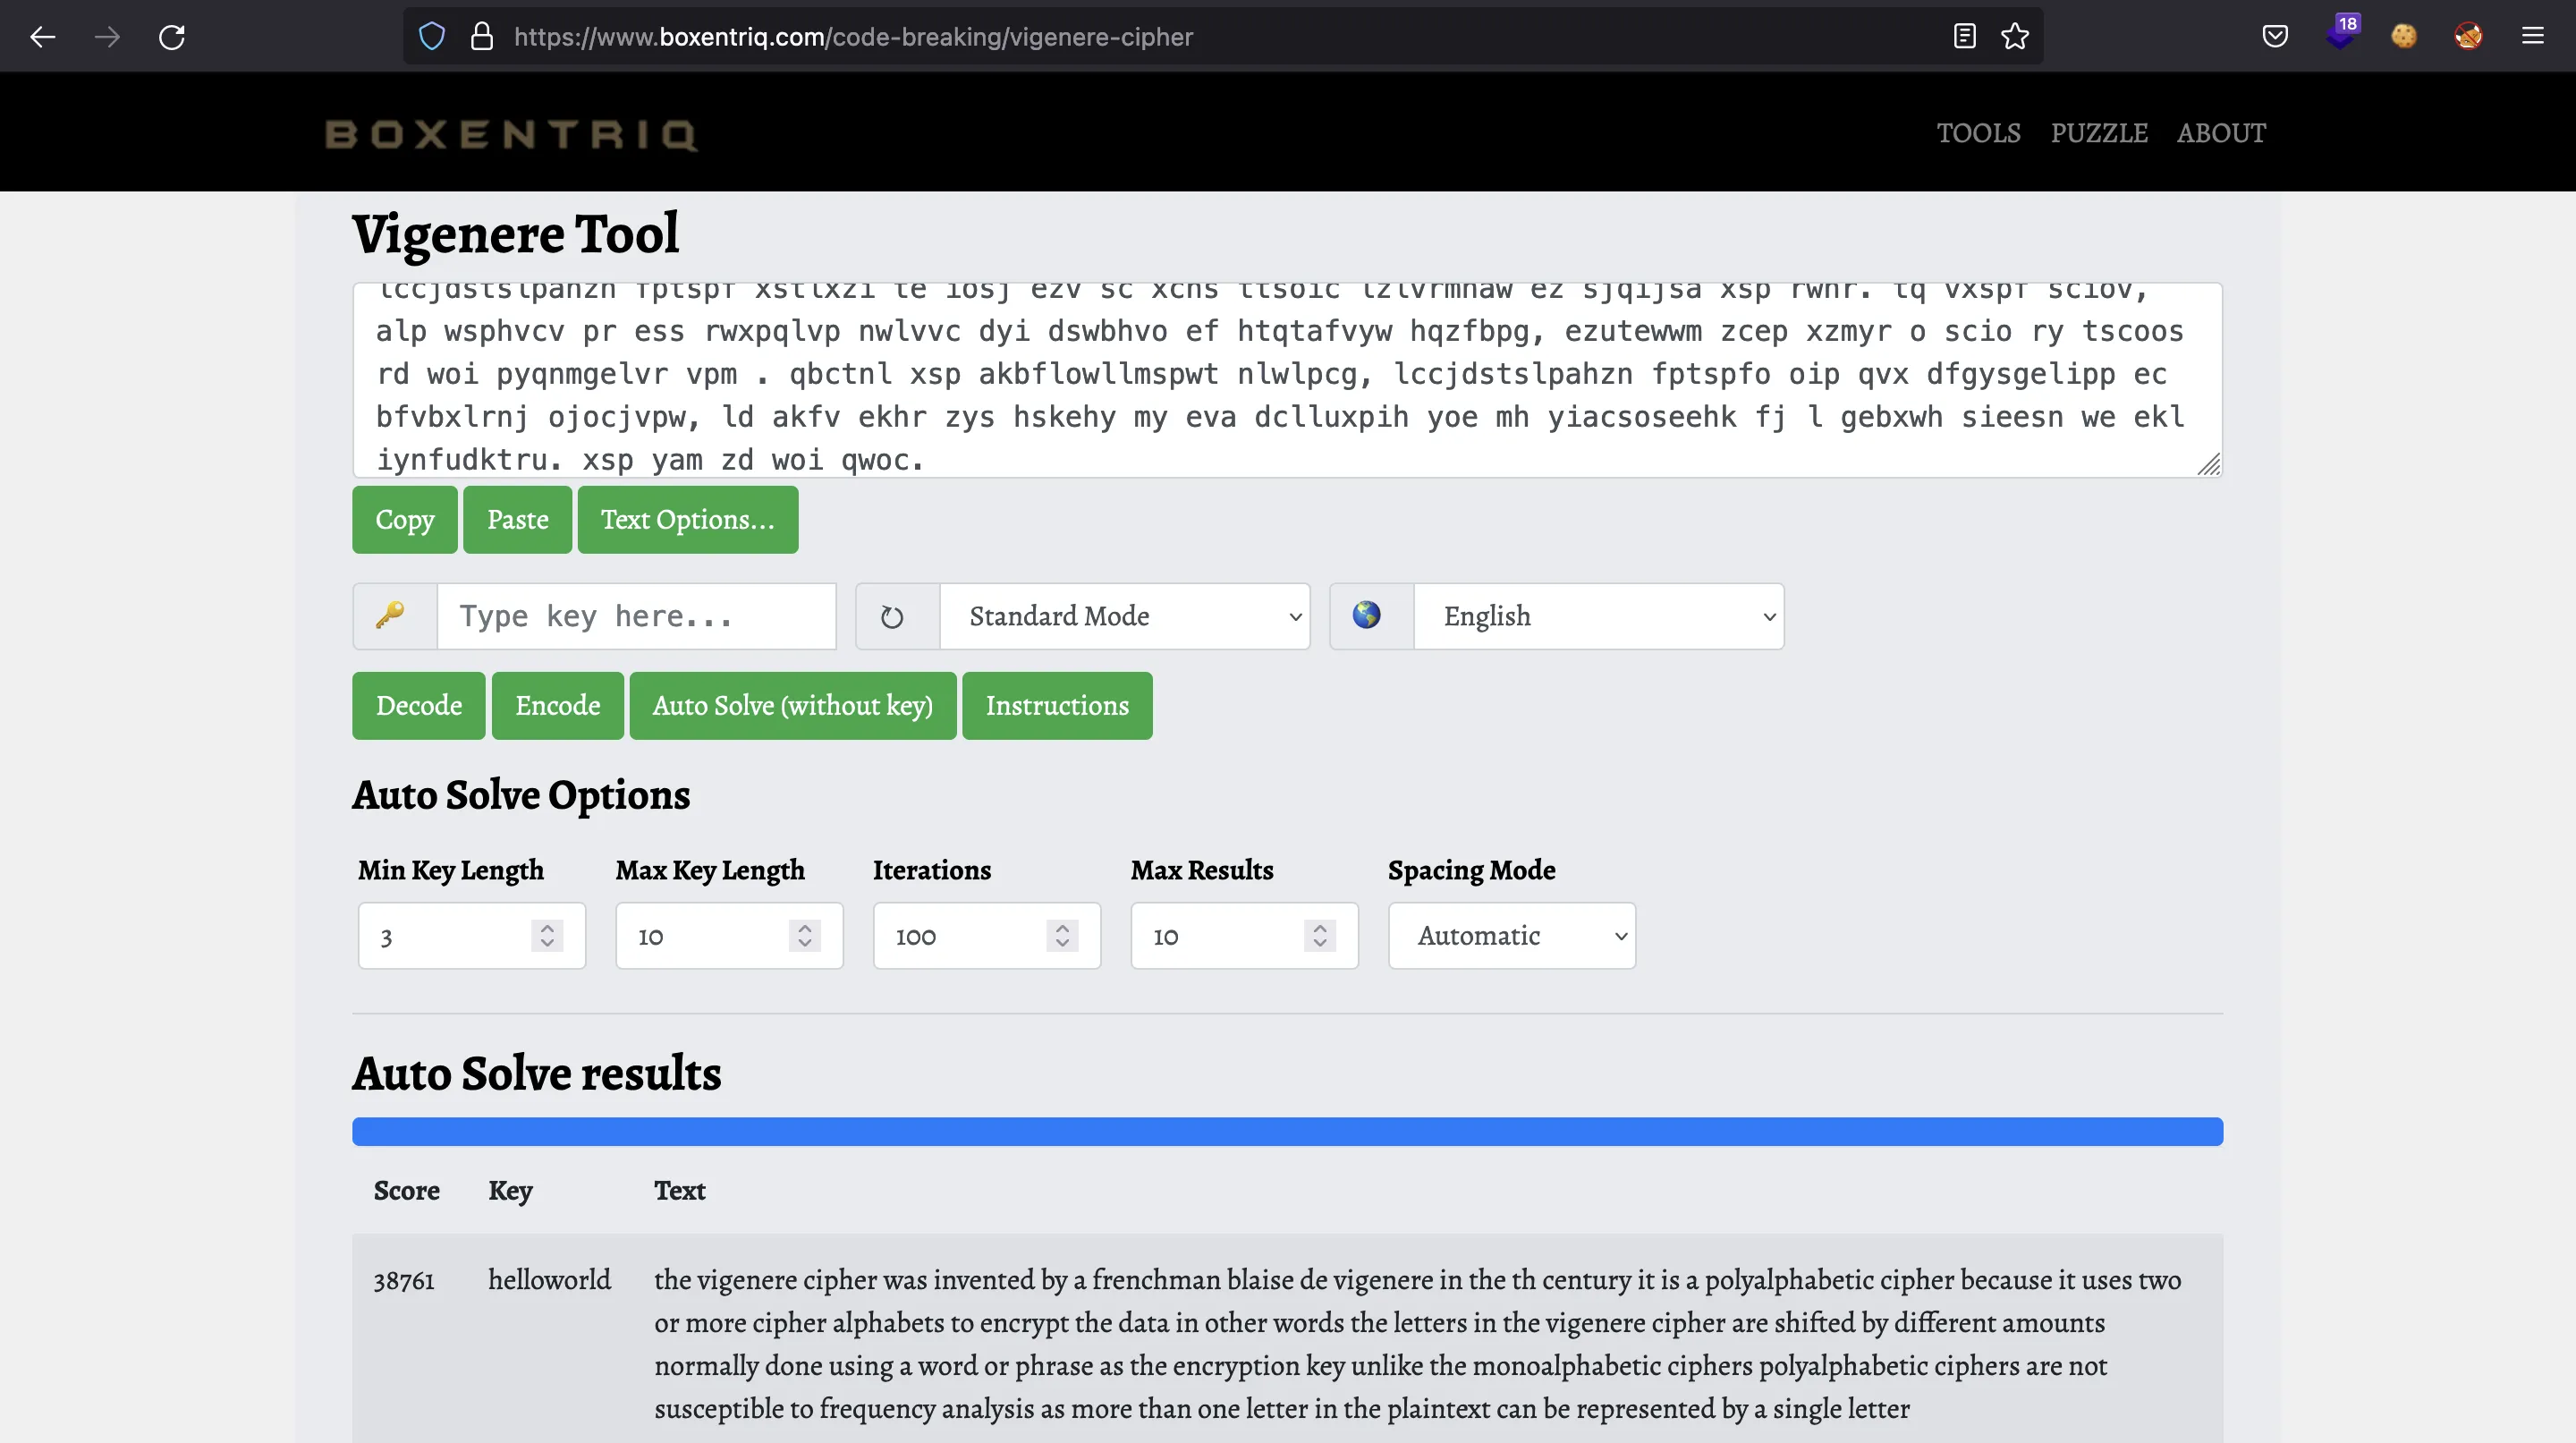 18
https://www.boxentriq.com/code-breaking/vigenere-cipher
BOXENTRIQ
TOOLS PUZZLE ABOUT
Vigenere Tool
lccjdstslpahzn fptspf xstlxzi te iosj ezv sc xchs ttsoic lzlvrmhaw ez sjqijsa xsp rwhr. tq vxspf sciov,
alp wsphvcv pr ess rwxpqlvp nwlvvc dyi dswbhvo ef htqtafvyw hqzfbpg, ezutewwm zcep xzmyr o scio ry tscoos
rd woi pyqnmgelvr vpm . qbctnl xsp akbflowllmspwt nlwlpcg, lccjdstslpahzn fptspfo oip qvx dfgysgelipp ec
bfvbxlrnj ojocjvpw, ld akfv ekhr zys hskehy my eva dclluxpih yoe mh yiacsoseehk fj l gebxwh sieesn we ekl
iynfudktru. xsp yam zd woi qwoc.
Copy Paste Text Options...
Type key here... Standard Mode English
Decode Encode Auto Solve (without key) Instructions
Auto Solve Options
Min Key Length Max Key Length Iterations Max Results Spacing Mode
3 10 100 10 Automatic
Auto Solve results
Score Key Text
38761 helloworld the vigenere cipher was invented by a frenchman blaise de vigenere in the th century it is a polyalphabetic cipher because it uses two
or more cipher alphabets to encrypt the data in other words the letters in the vigenere cipher are shifted by different amounts
normally done using a word or phrase as the encryption key unlike the monoalphabetic ciphers polyalphabetic ciphers are not
susceptible to frequency analysis as more than one letter in the plaintext can be represented by a single letter